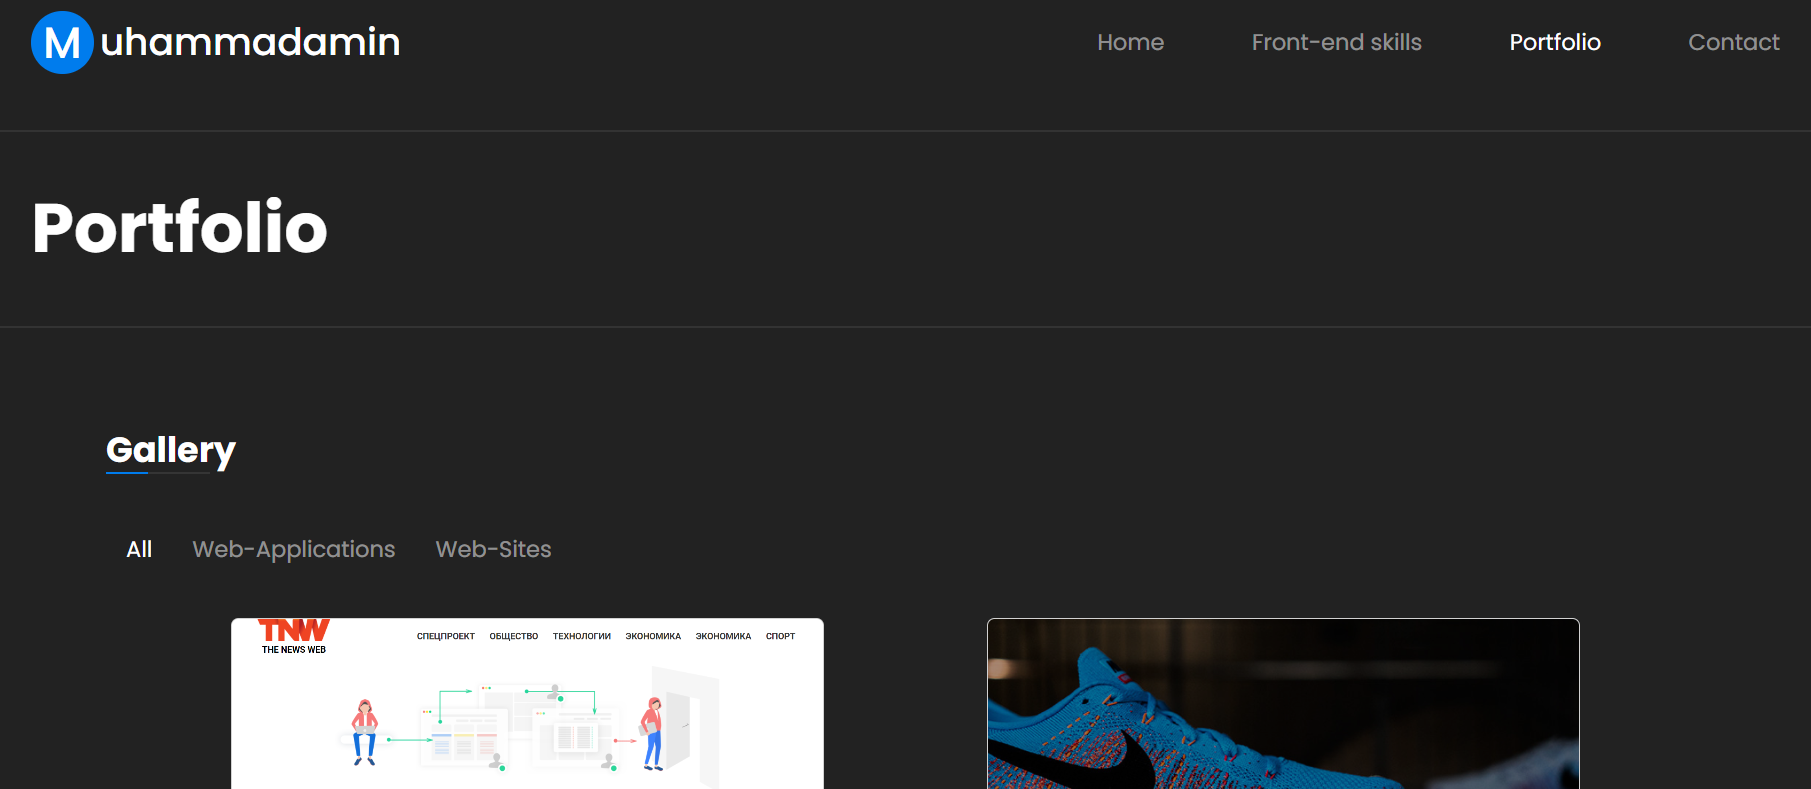 Muhammadamin
Home Front-end skills Portfolio Contact
Portfolio
Gallery
All Web-Applications Web-Sites
TNW
THE NEWS WEB
СПЕЦПРОЕКТ ОБЩЕСТВО ТЕХНОЛОГИИ ЭКОНОМИКА ЭКОНОМИКА СПОРТ